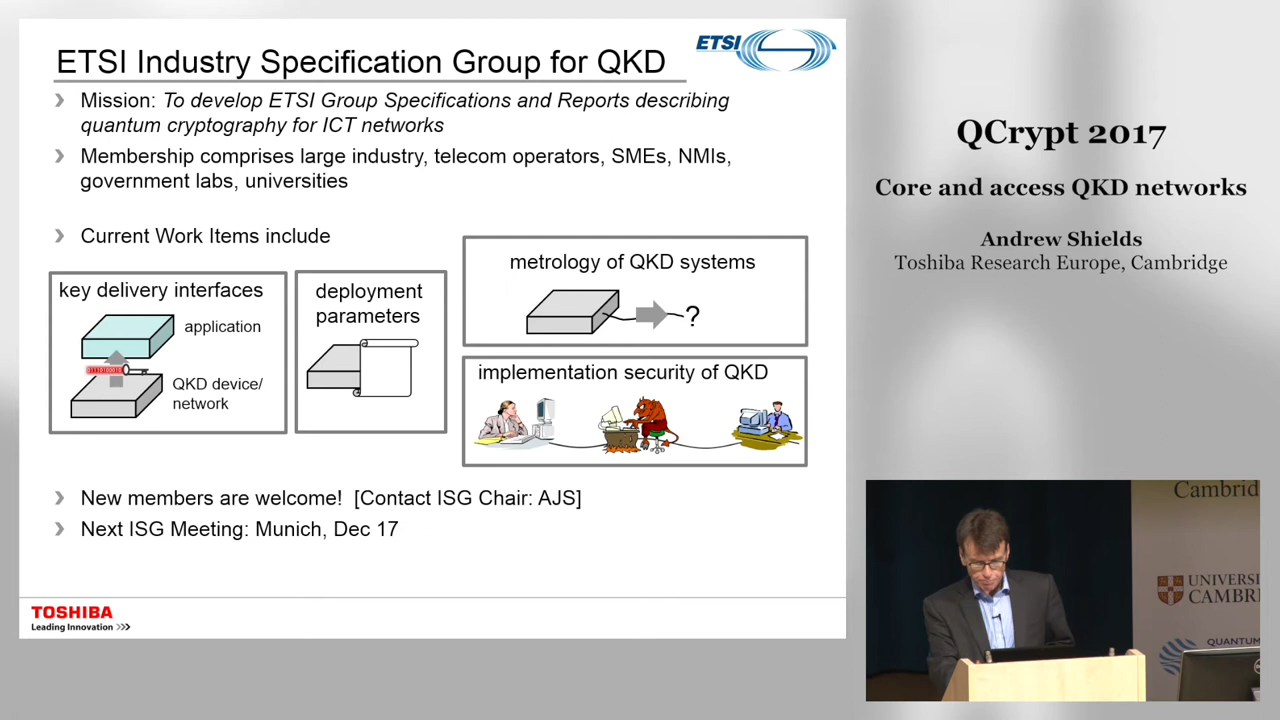 ETSI Industry Specification Group for QKD
ETSI
Mission: To develop ETSI Group Specifications and Reports describing
quantum cryptography for ICT networks
Membership comprises large industry, telecom operators, SMEs, NMIs,
government labs, universities
Current Work Items include
key delivery interfaces
application
QKD device/
network
deployment
parameters
metrology of QKD systems
?
implementation security of QKD
New members are welcome! [Contact ISG Chair: AJS]
Next ISG Meeting: Munich, Dec 17
TOSHIBA
Leading Innovation >>>
QCrypt 2017
Core and access QKD networks
Andrew Shields
Toshiba Research Europe, Cambridge
Cambrid
UNIVERSI
CAMBRI
QUANTUM